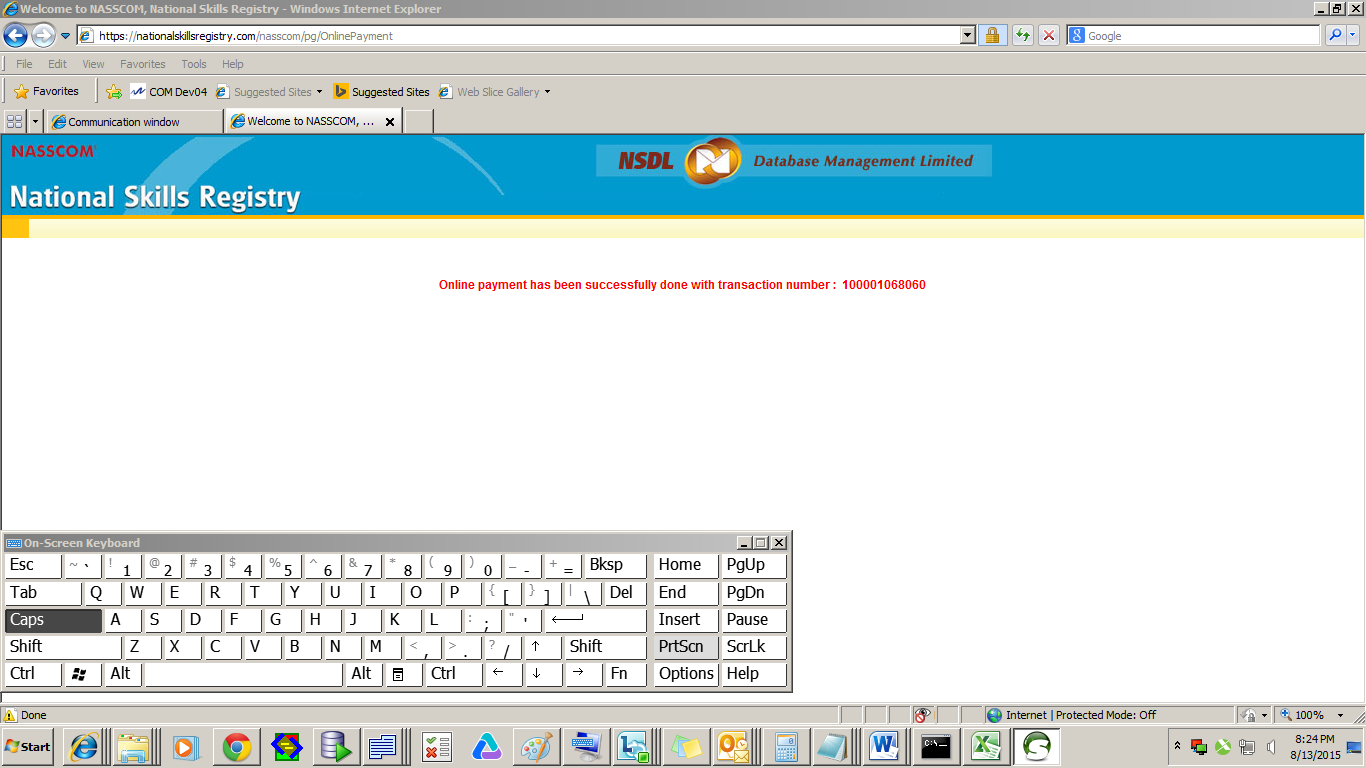 Welcome to NASSCOM, National Skills Registry - Windows Internet Explorer
https://nationalskillsregistry.com/nasscom/pg/OnlinePayment
Google
File Edit View Favorites Tools Help
Favorites COM Dev04 Suggested Sites Suggested Sites Web Slice Gallery
Communication window Welcome to NASSCOM, ...
NASSCOM
NSDL Database Management Limited
National Skills Registry
Online payment has been successfully done with transaction number : 100001068060
On-Screen Keyboard
Esc ~ ` ! 1 @ 2 # 3 $ 4 % 5 ^ 6 & 7 * 8 ( 9 ) 0 _ - + = Bksp Home PgUp
Tab Q W E R T Y U I O P { [ } ] | \ Del End PgDn
Caps A S D F G H J K L : ; " ' Insert Pause
Shift Z X C V B N M < , > . ? / ↑ Shift PrtScn ScrLk
Ctrl Alt Alt Ctrl ← ↓ → Fn Options Help
Done Internet | Protected Mode: Off 100%
Start
8:24 PM
8/13/2015